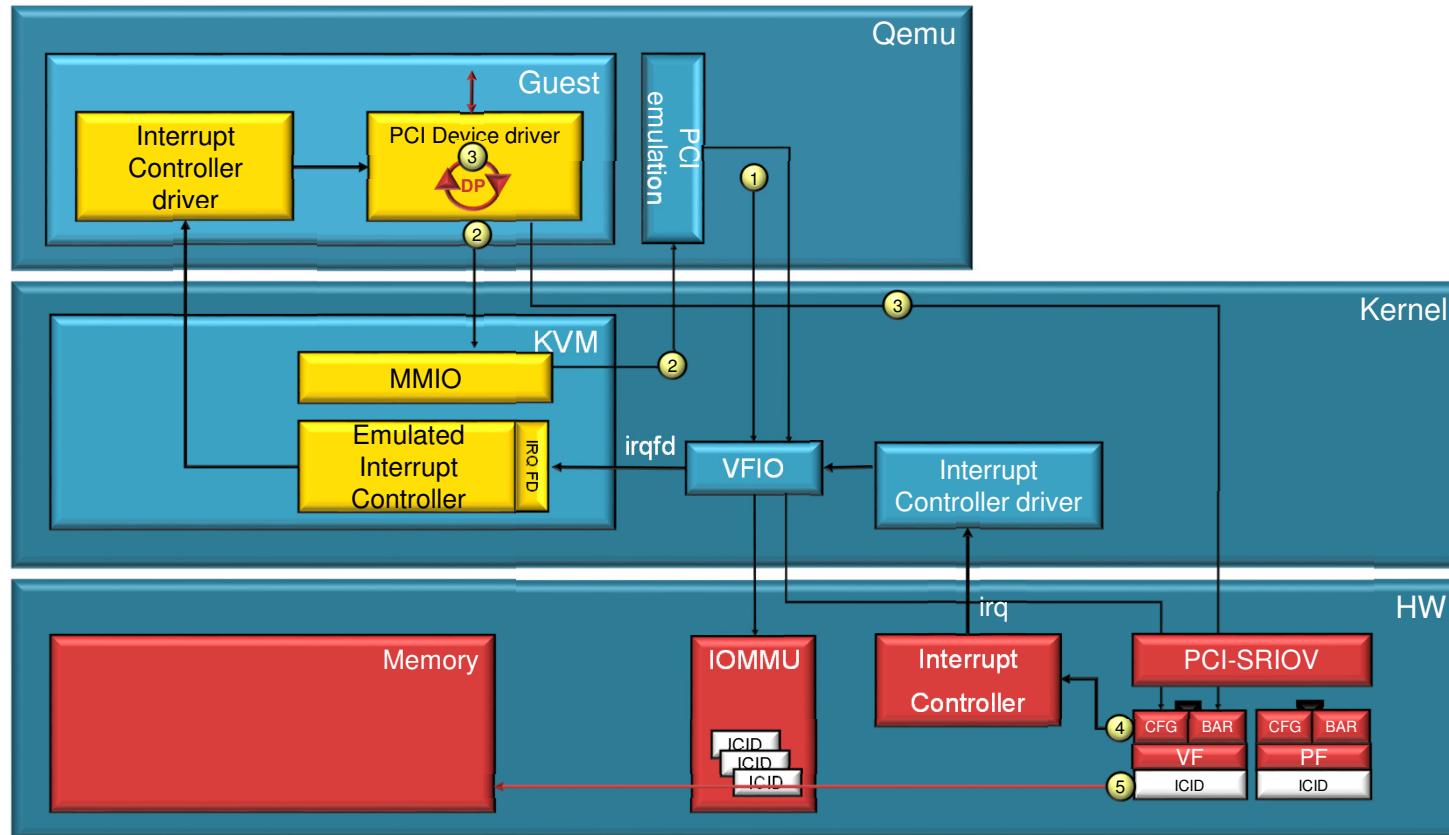 Qemu
Guest
Interrupt
Controller
driver
PCI Device driver
3
DP
2
PCI
emulation
1
Kernel
3
KVM
2
MMIO
Emulated
Interrupt
Controller
IRQ FD
irqfd
VFIO
Interrupt
Controller driver
HW
irq
Memory
IOMMU
ICID
ICID
ICID
Interrupt
Controller
PCI-SRIOV
4
CFG
BAR
VF
5
ICID
CFG
BAR
PF
ICID